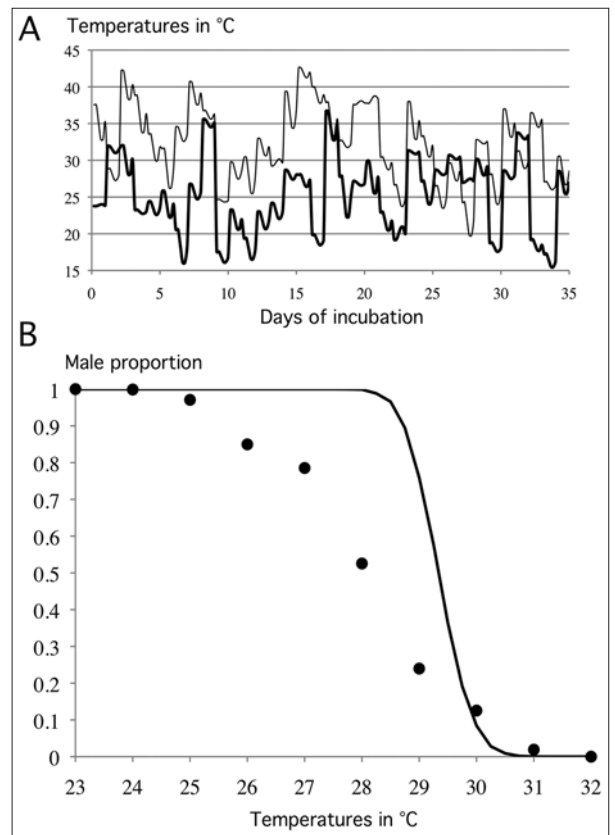 A
Temperatures in °C
45
40
35
30
25
20
15
0 5 10 15 20 25 30 35
Days of incubation
B
Male proportion
1
0.9
0.8
0.7
0.6
0.5
0.4
0.3
0.2
0.1
0
23 24 25 26 27 28 29 30 31 32
Temperatures in °C